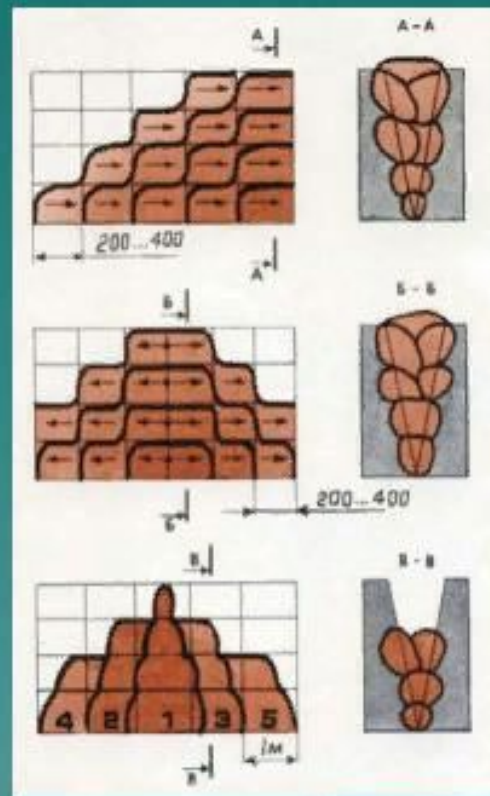 А
А – А
200...400
А
Б
Б – Б
Б
200...400
В
В – В
4 2 1 3 5
1м
В